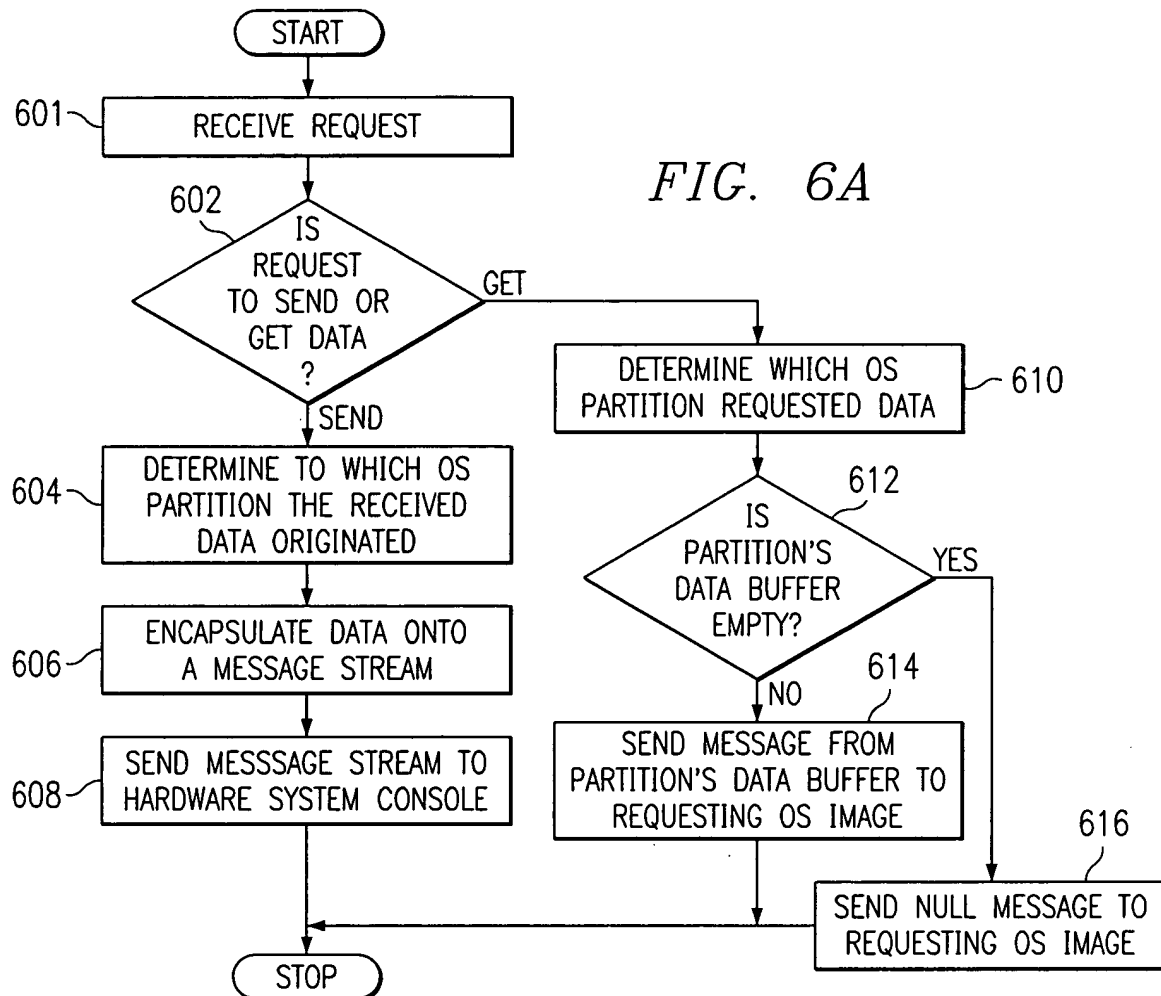 START
601
RECEIVE REQUEST
FIG. 6A
602
IS
REQUEST
TO SEND OR
GET DATA
?
GET
SEND
604
DETERMINE TO WHICH OS
PARTITION THE RECEIVED
DATA ORIGINATED
606
ENCAPSULATE DATA ONTO
A MESSAGE STREAM
608
SEND MESSSAGE STREAM TO
HARDWARE SYSTEM CONSOLE
DETERMINE WHICH OS
PARTITION REQUESTED DATA
610
612
IS
PARTITION'S
DATA BUFFER
EMPTY?
YES
NO
614
SEND MESSAGE FROM
PARTITION'S DATA BUFFER TO
REQUESTING OS IMAGE
616
SEND NULL MESSAGE TO
REQUESTING OS IMAGE
STOP